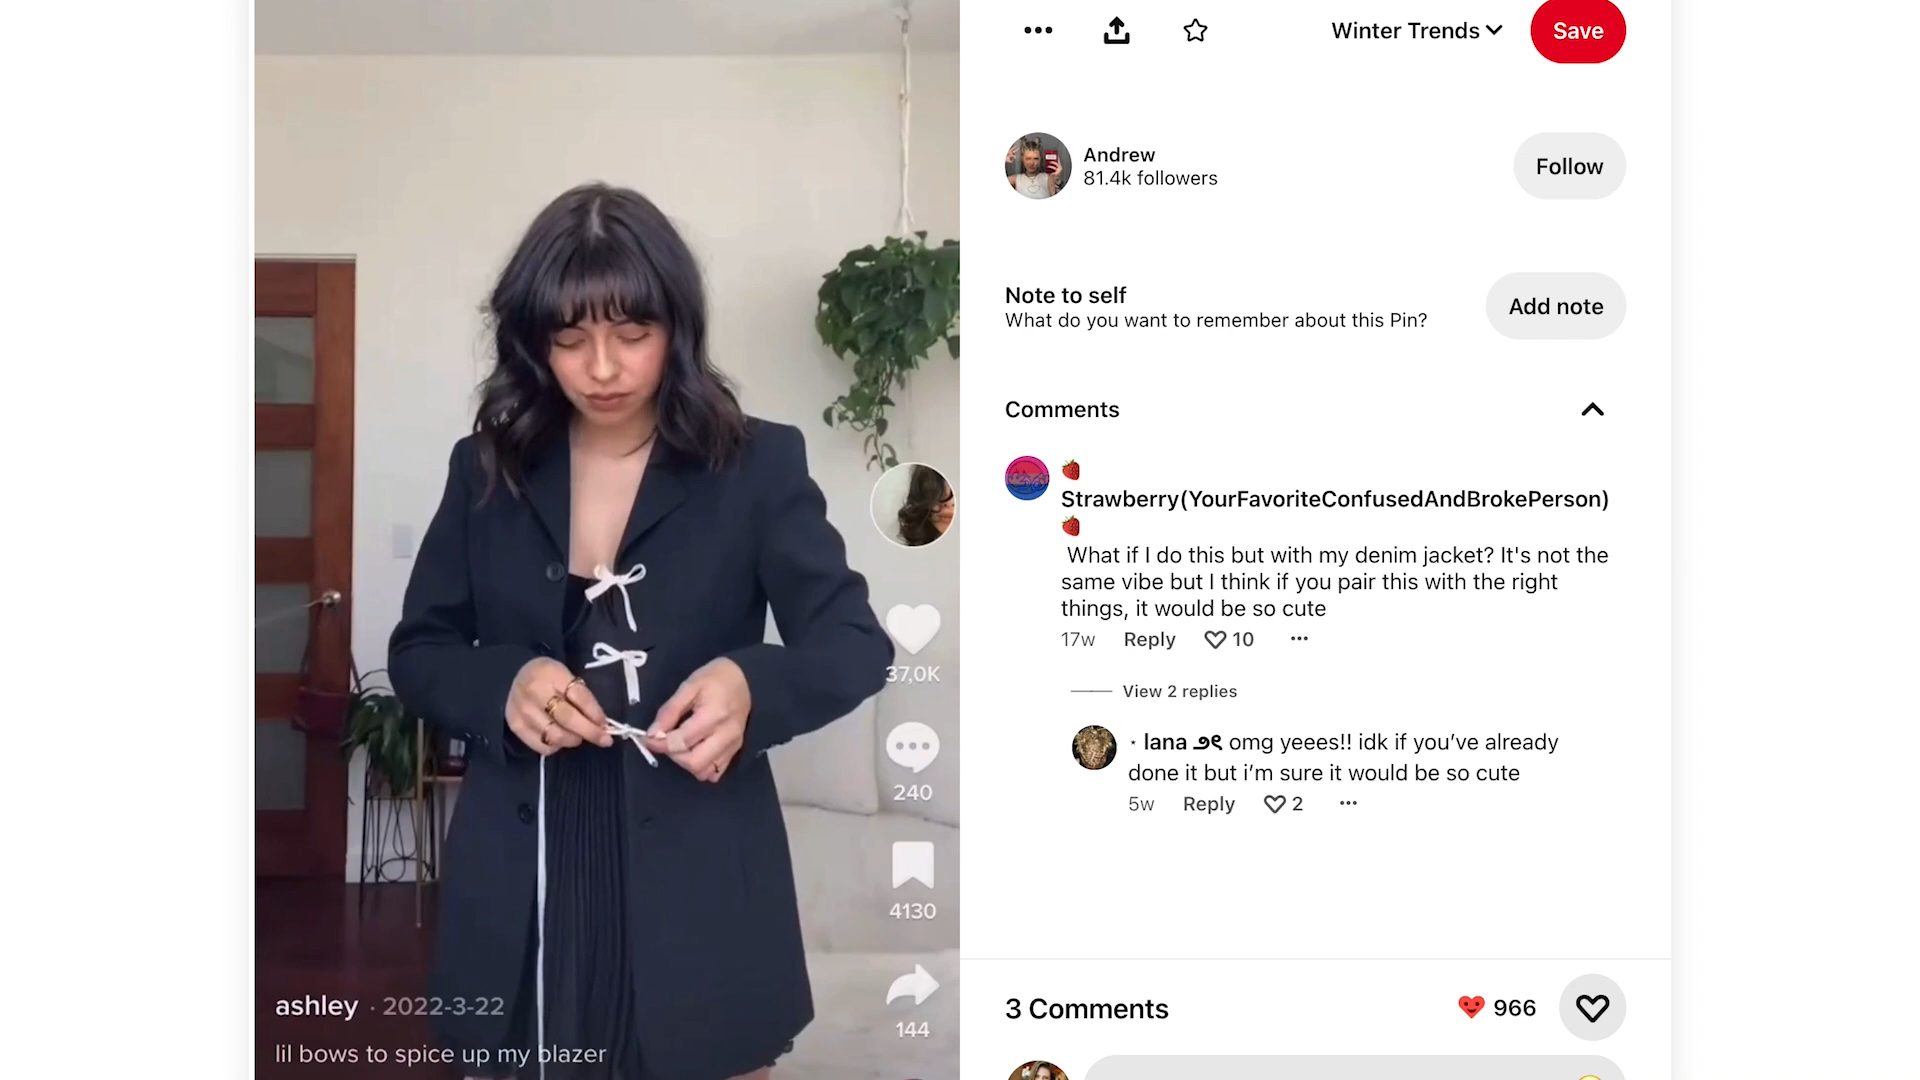 Winter Trends
Save
Andrew
81.4k followers
Follow
Note to self
What do you want to remember about this Pin?
Add note
Comments
🍓
Strawberry(YourFavoriteConfusedAndBrokePerson)
🍓
What if I do this but with my denim jacket? It's not the
same vibe but I think if you pair this with the right
things, it would be so cute
17w Reply 10
View 2 replies
· lana ೨୧ omg yeees!! idk if you’ve already
done it but i’m sure it would be so cute
5w Reply 2
3 Comments
966
37,0K
240
4130
144
ashley · 2022-3-22
lil bows to spice up my blazer